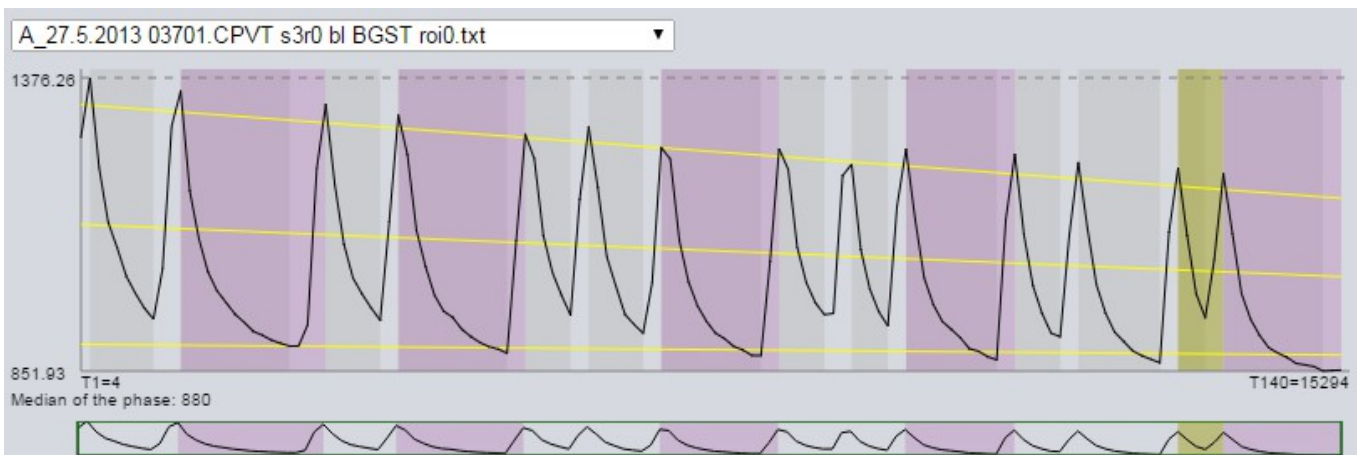 A_27.5.2013 03701.CPVT s3r0 bl BGST roi0.txt
1376.26
851.93
T1=4
T140=15294
Median of the phase: 880